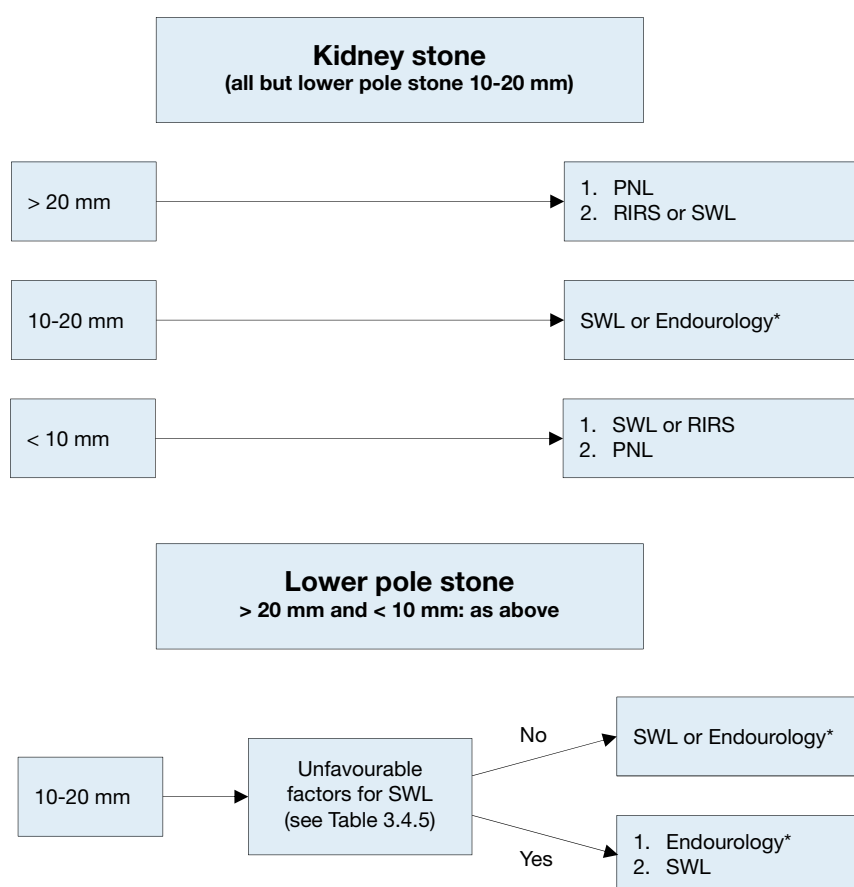 Kidney stone
(all but lower pole stone 10-20 mm)
> 20 mm
1. PNL
2. RIRS or SWL
10-20 mm
SWL or Endourology*
< 10 mm
1. SWL or RIRS
2. PNL
Lower pole stone
> 20 mm and < 10 mm: as above
10-20 mm
Unfavourable
factors for SWL
(see Table 3.4.5)
No
SWL or Endourology*
Yes
1. Endourology*
2. SWL